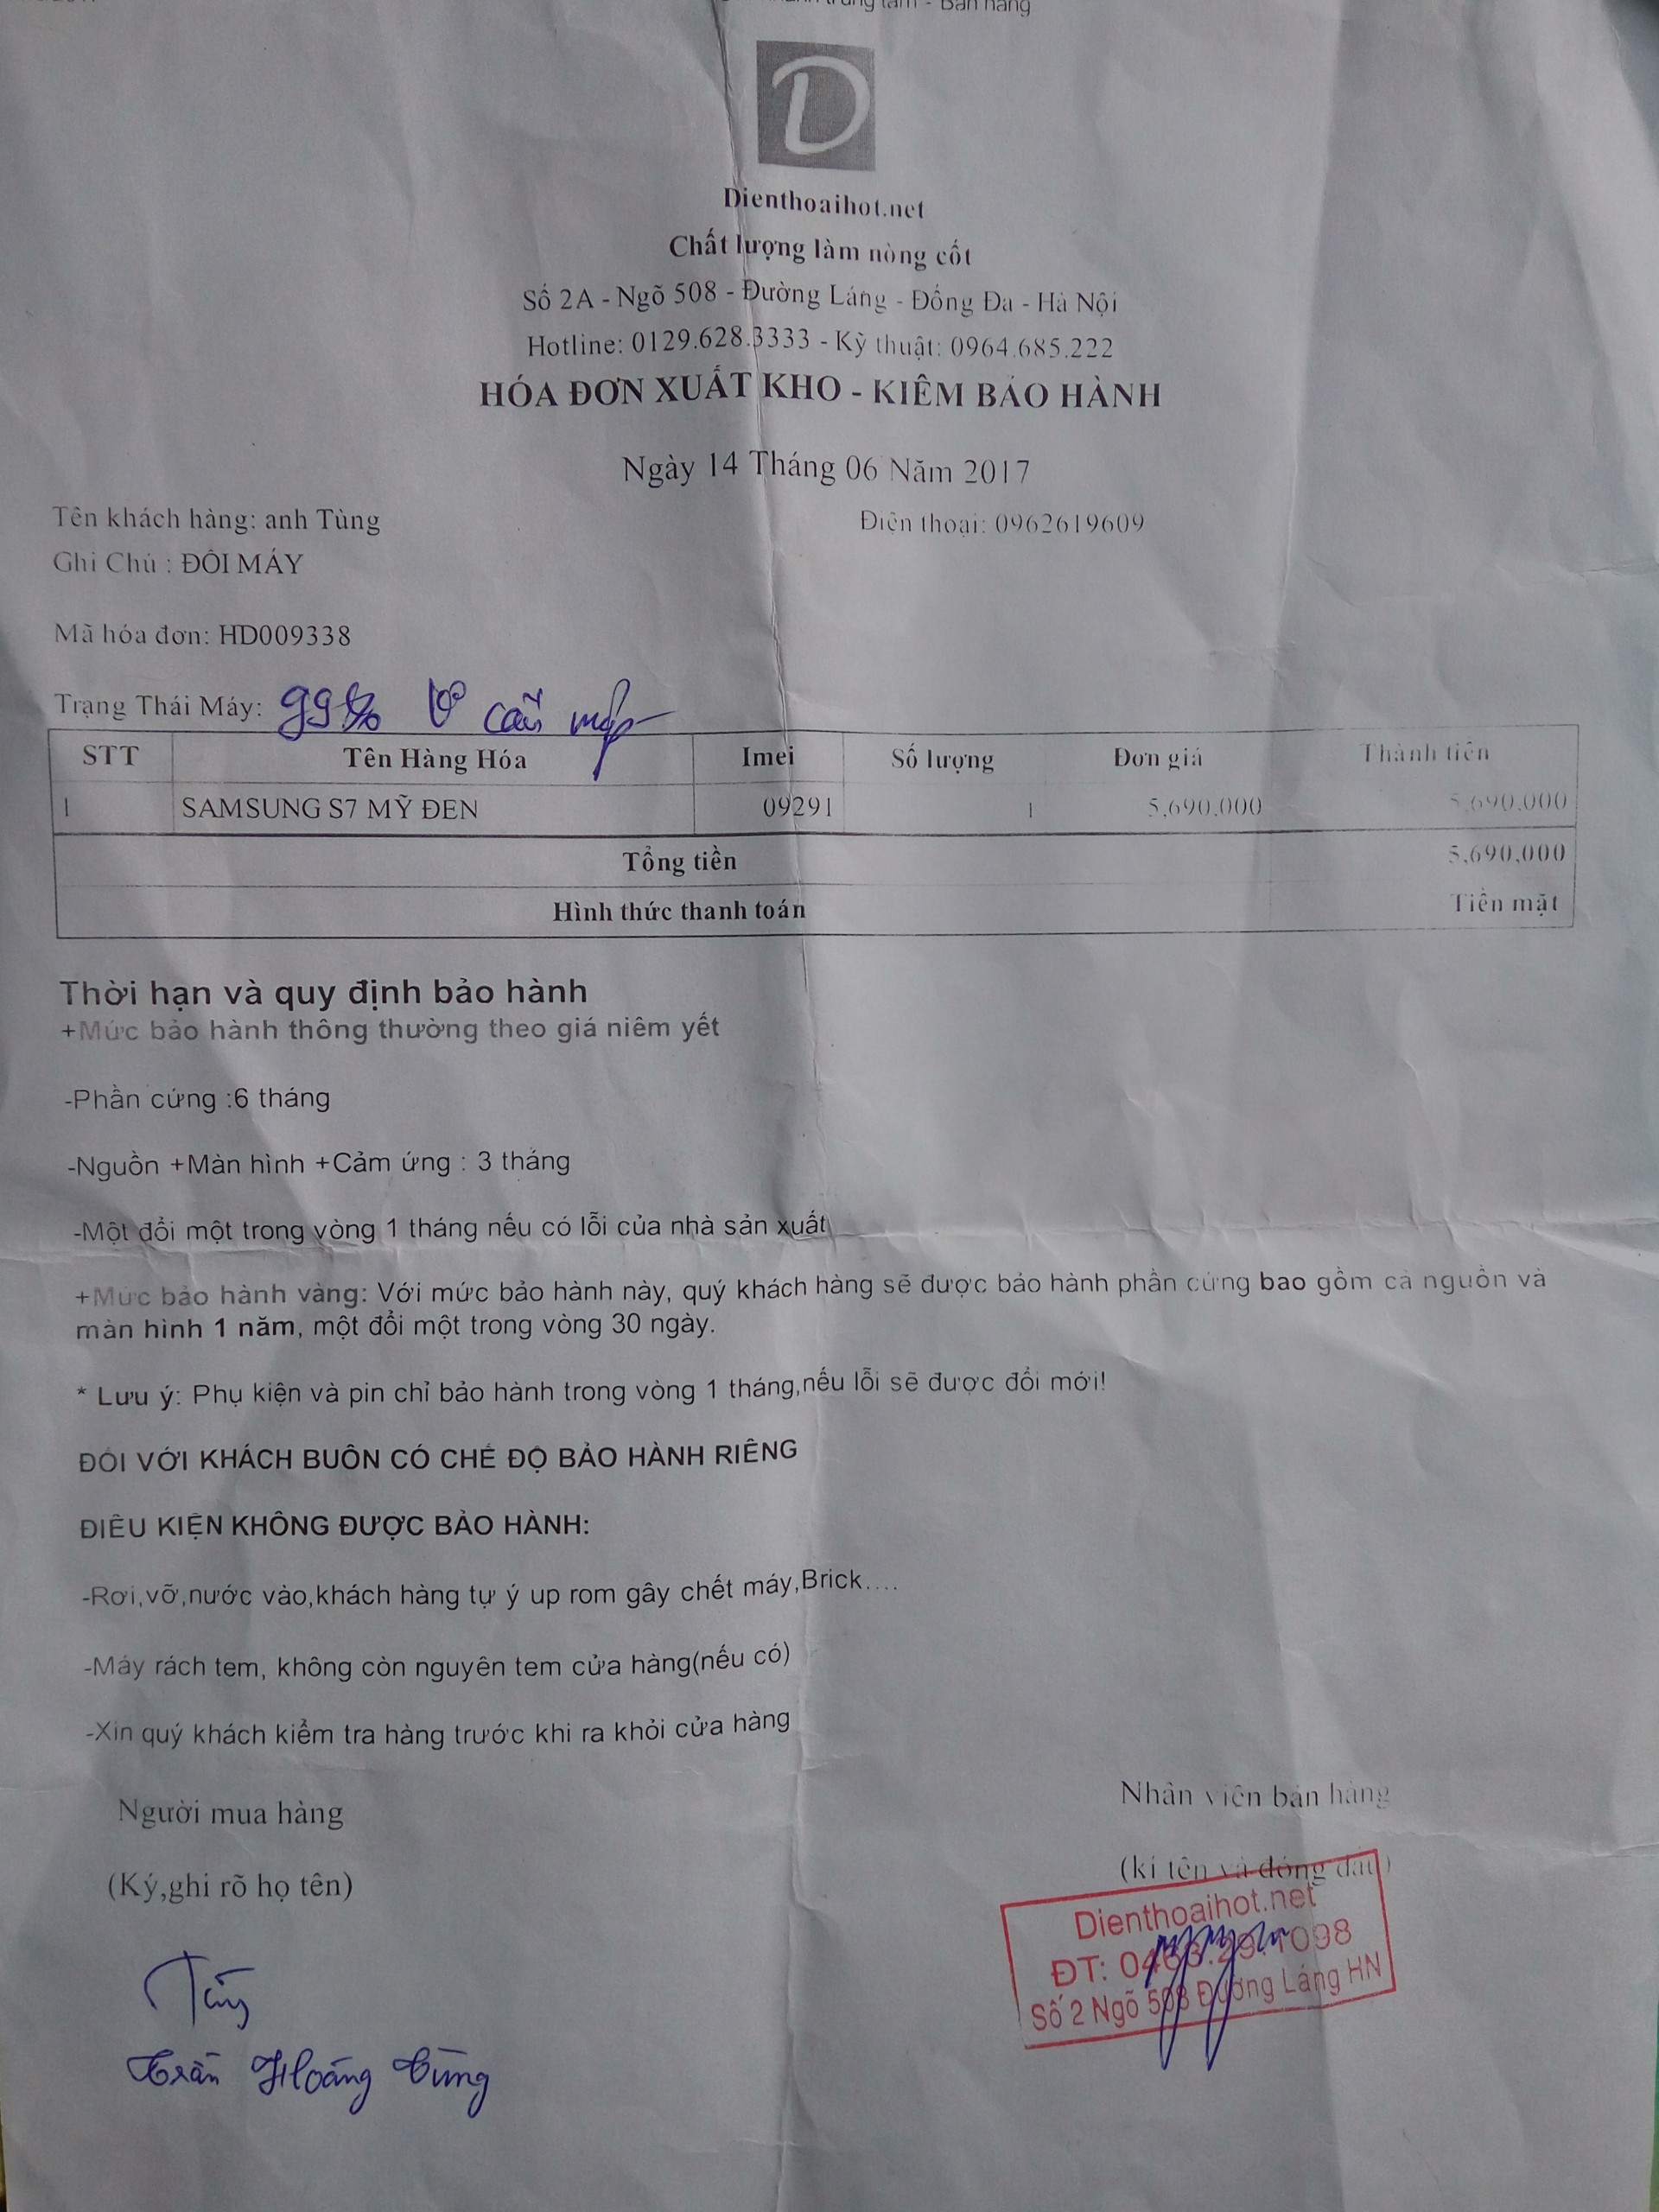 Bán hàng
D
Dienthoaihot.net
Chất lượng làm nòng cốt
Số 2A - Ngõ 508 - Đường Láng - Đống Đa - Hà Nội
Hotline: 0129.628.3333 - Kỹ thuật: 0964.685.222
HÓA ĐƠN XUẤT KHO - KIÊM BẢO HÀNH
Ngày 14 Tháng 06 Năm 2017
Tên khách hàng: anh Tùng Điện thoại: 0962619609
Ghi Chú : ĐỔI MÁY
Mã hóa đơn: HD009338
Trạng Thái Máy: 99%
STT Tên Hàng Hóa Imei Số lượng Đơn giá Thành tiền
1 SAMSUNG S7 MỸ ĐEN 09291 1 5,690,000 5,690,000
Tổng tiền 5,690,000
Hình thức thanh toán Tiền mặt
Thời hạn và quy định bảo hành
+Mức bảo hành thông thường theo giá niêm yết
-Phần cứng :6 tháng
-Nguồn +Màn hình +Cảm ứng : 3 tháng
-Một đổi một trong vòng 1 tháng nếu có lỗi của nhà sản xuất
+Mức bảo hành vàng: Với mức bảo hành này, quý khách hàng sẽ được bảo hành phần cứng bao gồm cả nguồn và
màn hình 1 năm, một đổi một trong vòng 30 ngày.
* Lưu ý: Phụ kiện và pin chỉ bảo hành trong vòng 1 tháng,nếu lỗi sẽ được đổi mới!
ĐỐI VỚI KHÁCH BUÔN CÓ CHẾ ĐỘ BẢO HÀNH RIÊNG
ĐIỀU KIỆN KHÔNG ĐƯỢC BẢO HÀNH:
-Rơi,vỡ,nước vào,khách hàng tự ý up rom gây chết máy,Brick....
-Máy rách tem, không còn nguyên tem cửa hàng(nếu có)
-Xin quý khách kiểm tra hàng trước khi ra khỏi cửa hàng
Người mua hàng Nhân viên bán hàng
(Ký,ghi rõ họ tên) (kí tên và đóng dấu)
Dienthoaihot.net
ĐT:
Số 2 Ngõ 508 Đường Láng HN
Tùng
Trần Hoàng Tùng